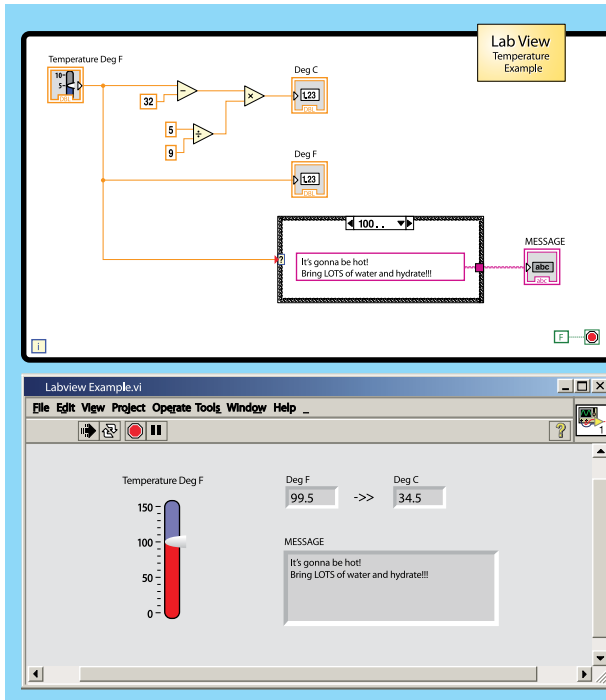 Lab View
Temperature
Example
Temperature Deg F
10-
5-
DBL
32
−
×
5
9
÷
Deg C
1.23
DBL
Deg F
1.23
DBL
100 . .
?
It's gonna be hot!
Bring LOTS of water and hydrate!!!
MESSAGE
abc
abc
F
i
Labview Example.vi
File Edit View Project Operate Tools Window Help _
?
1
Temperature Deg F
150
100
50
0
Deg F
99.5
->>
Deg C
34.5
MESSAGE
It's gonna be hot!
Bring LOTS of water and hydrate!!!